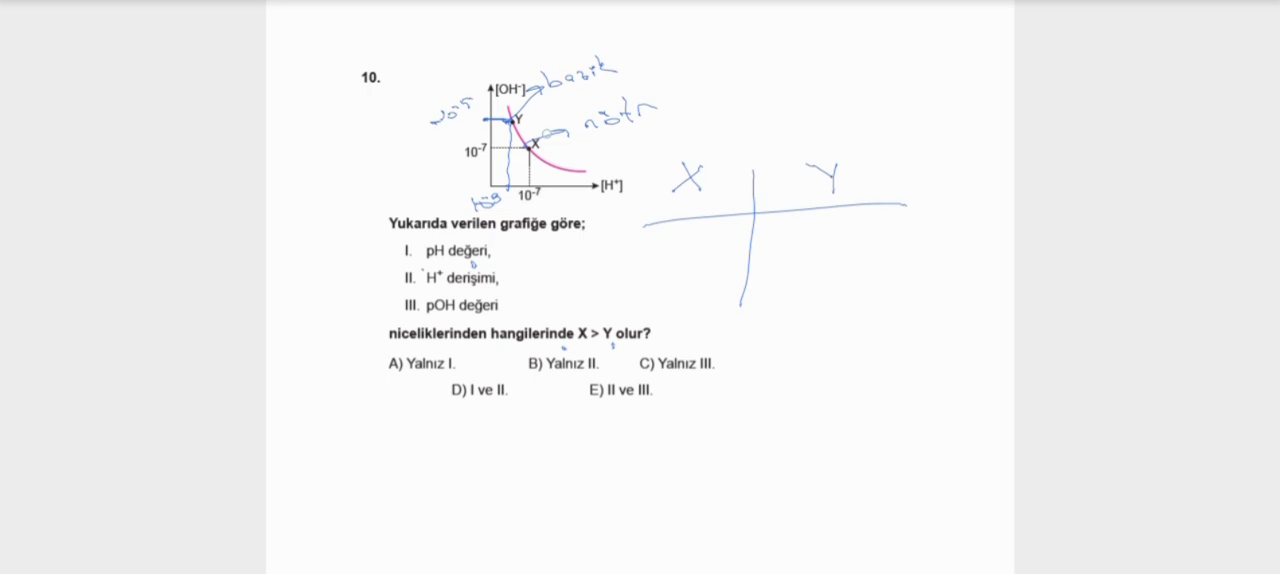 10.
[OH-] bazik
Y
nötr
X
10-7
[H+]
10-7
X Y
Yukarıda verilen grafiğe göre;
I. pH değeri,
II. H+ derişimi,
III. pOH değeri
niceliklerinden hangilerinde X > Y olur?
A) Yalnız I. B) Yalnız II. C) Yalnız III.
D) I ve II. E) II ve III.